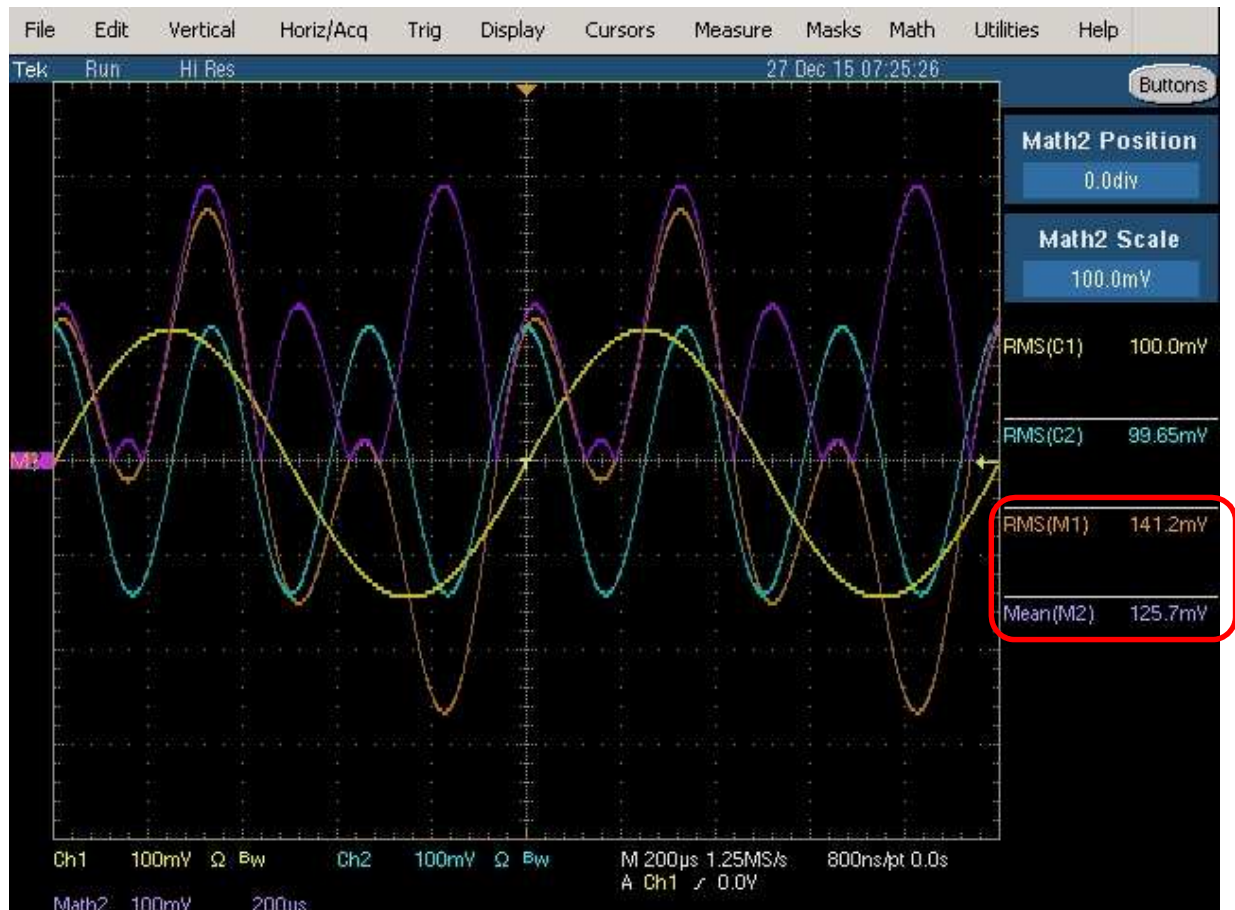 File Edit Vertical Horiz/Acq Trig Display Cursors Measure Masks Math Utilities Help
Tek Run Hi Res 27 Dec 15 07:25:26
Buttons
Math2 Position
0.0div
Math2 Scale
100.0mV
RMS(C1) 100.0mV
RMS(C2) 99.65mV
RMS(M1) 141.2mV
Mean(M2) 125.7mV
Ch1 100mV Ω Bw Ch2 100mV Ω Bw M 200µs 1.25MS/s 800ns/pt 0.0s
A Ch1 0.0V
Math2 100mV 200us